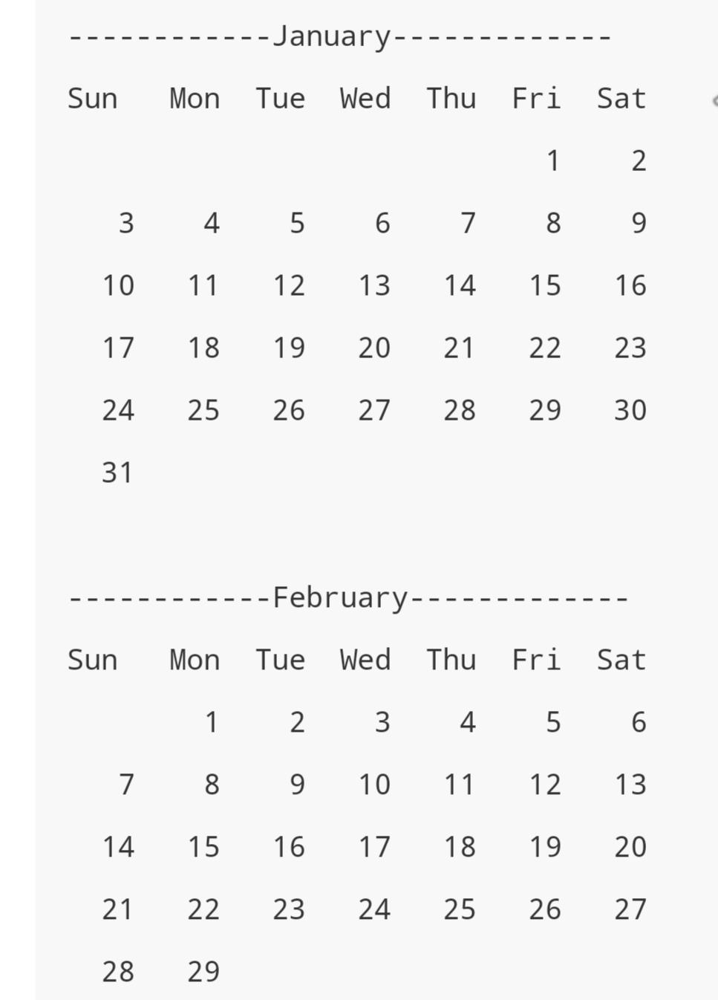 ------------January-------------
Sun   Mon  Tue  Wed  Thu  Fri  Sat
                            1    2
   3    4    5    6    7    8    9
  10   11   12   13   14   15   16
  17   18   19   20   21   22   23
  24   25   26   27   28   29   30
  31
------------February-------------
Sun   Mon  Tue  Wed  Thu  Fri  Sat
        1    2    3    4    5    6
   7    8    9   10   11   12   13
  14   15   16   17   18   19   20
  21   22   23   24   25   26   27
  28   29